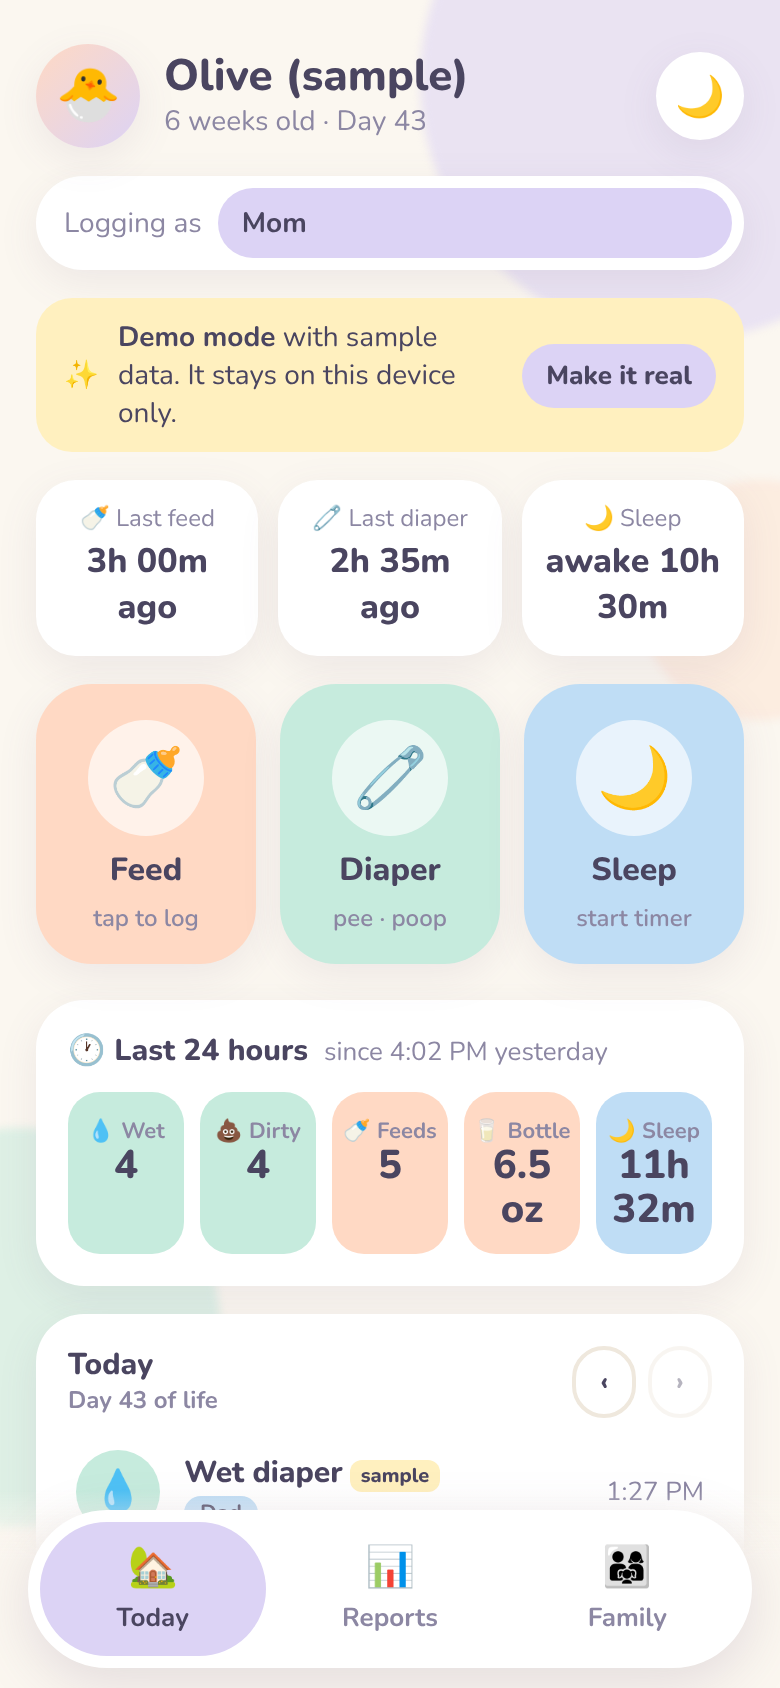 Olive (sample)
6 weeks old · Day 43
Logging as Mom
Demo mode with sample
data. It stays on this device
only.
Make it real
Last feed
3h 00m
ago
Last diaper
2h 35m
ago
Sleep
awake 10h
30m
Feed
tap to log
Diaper
pee · poop
Sleep
start timer
Last 24 hours since 4:02 PM yesterday
Wet
4
Dirty
4
Feeds
5
Bottle
6.5
oz
Sleep
11h
32m
Today
Day 43 of life
‹ ›
Wet diaper sample
Dad
1:27 PM
Today
Reports
Family